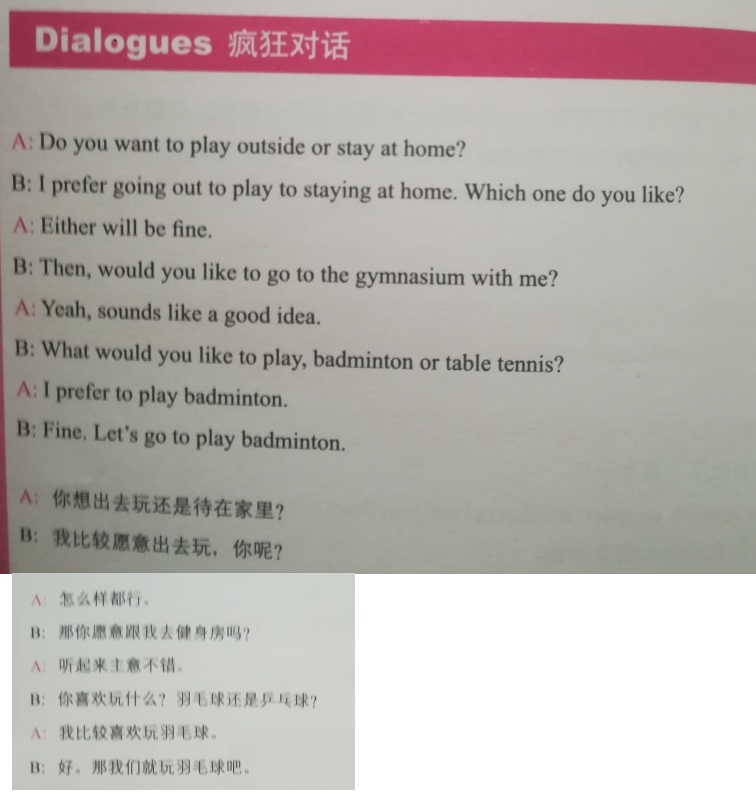 Dialogues 疯狂对话
A: Do you want to play outside or stay at home?
B: I prefer going out to play to staying at home. Which one do you like?
A: Either will be fine.
B: Then, would you like to go to the gymnasium with me?
A: Yeah, sounds like a good idea.
B: What would you like to play, badminton or table tennis?
A: I prefer to play badminton.
B: Fine. Let's go to play badminton.
A: 你想出去玩还是待在家里?
B: 我比较愿意出去玩，你呢?
A: 怎么样都行。
B: 那你愿意跟我去健身房吗?
A: 听起来主意不错。
B: 你喜欢玩什么? 羽毛球还是乒乓球?
A: 我比较喜欢玩羽毛球。
B: 好。那我们就玩羽毛球吧。